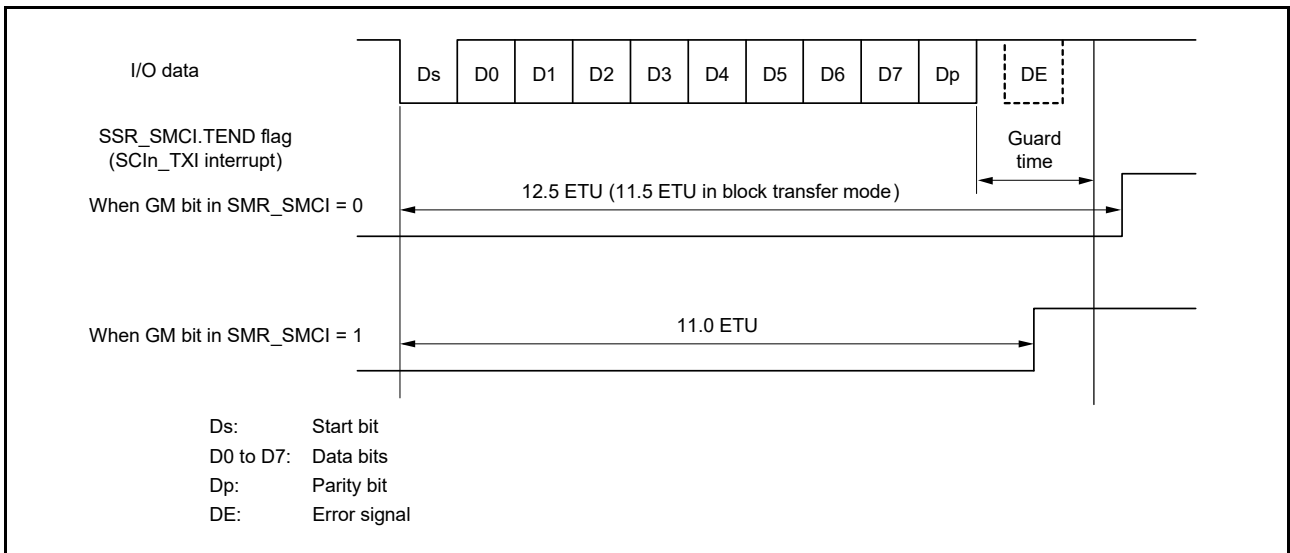 I/O data
Ds D0 D1 D2 D3 D4 D5 D6 D7 Dp DE
SSR_SMCI.TEND flag
(SCIn_TXI interrupt)
Guard
time
When GM bit in SMR_SMCI = 0
12.5 ETU (11.5 ETU in block transfer mode)
When GM bit in SMR_SMCI = 1
11.0 ETU
Ds: Start bit
D0 to D7: Data bits
Dp: Parity bit
DE: Error signal